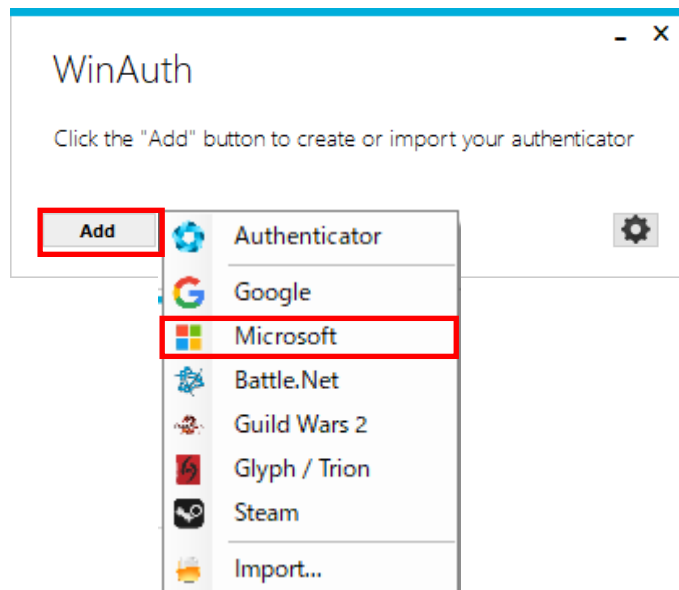 WinAuth
Click the "Add" button to create or import your authenticator
Add
Authenticator
Google
Microsoft
Battle.Net
Guild Wars 2
Glyph / Trion
Steam
Import...